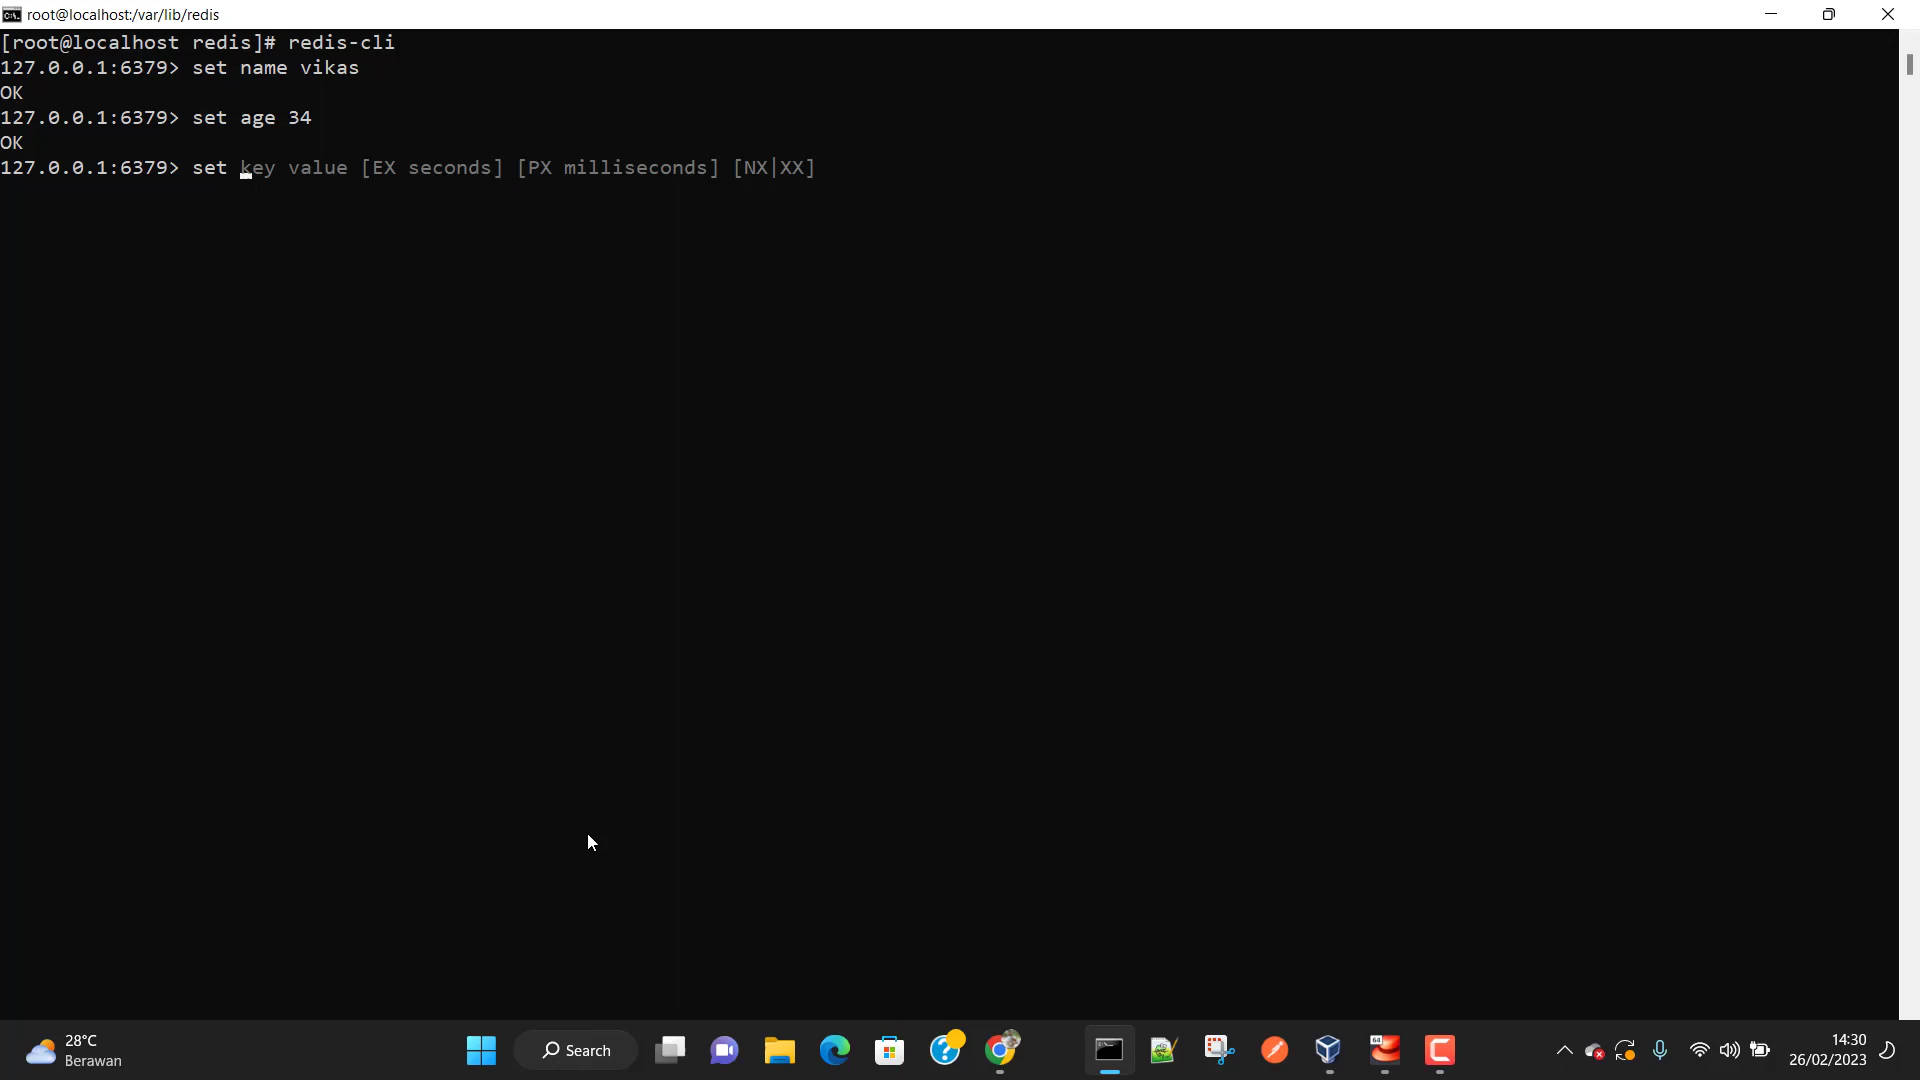 root@localhost:/var/lib/redis
[root@localhost redis]# redis-cli
127.0.0.1:6379> set name vikas
OK
127.0.0.1:6379> set age 34
OK
127.0.0.1:6379> set key value [EX seconds] [PX milliseconds] [NX|XX]
28°C
Berawan
Search
64
14:30
26/02/2023